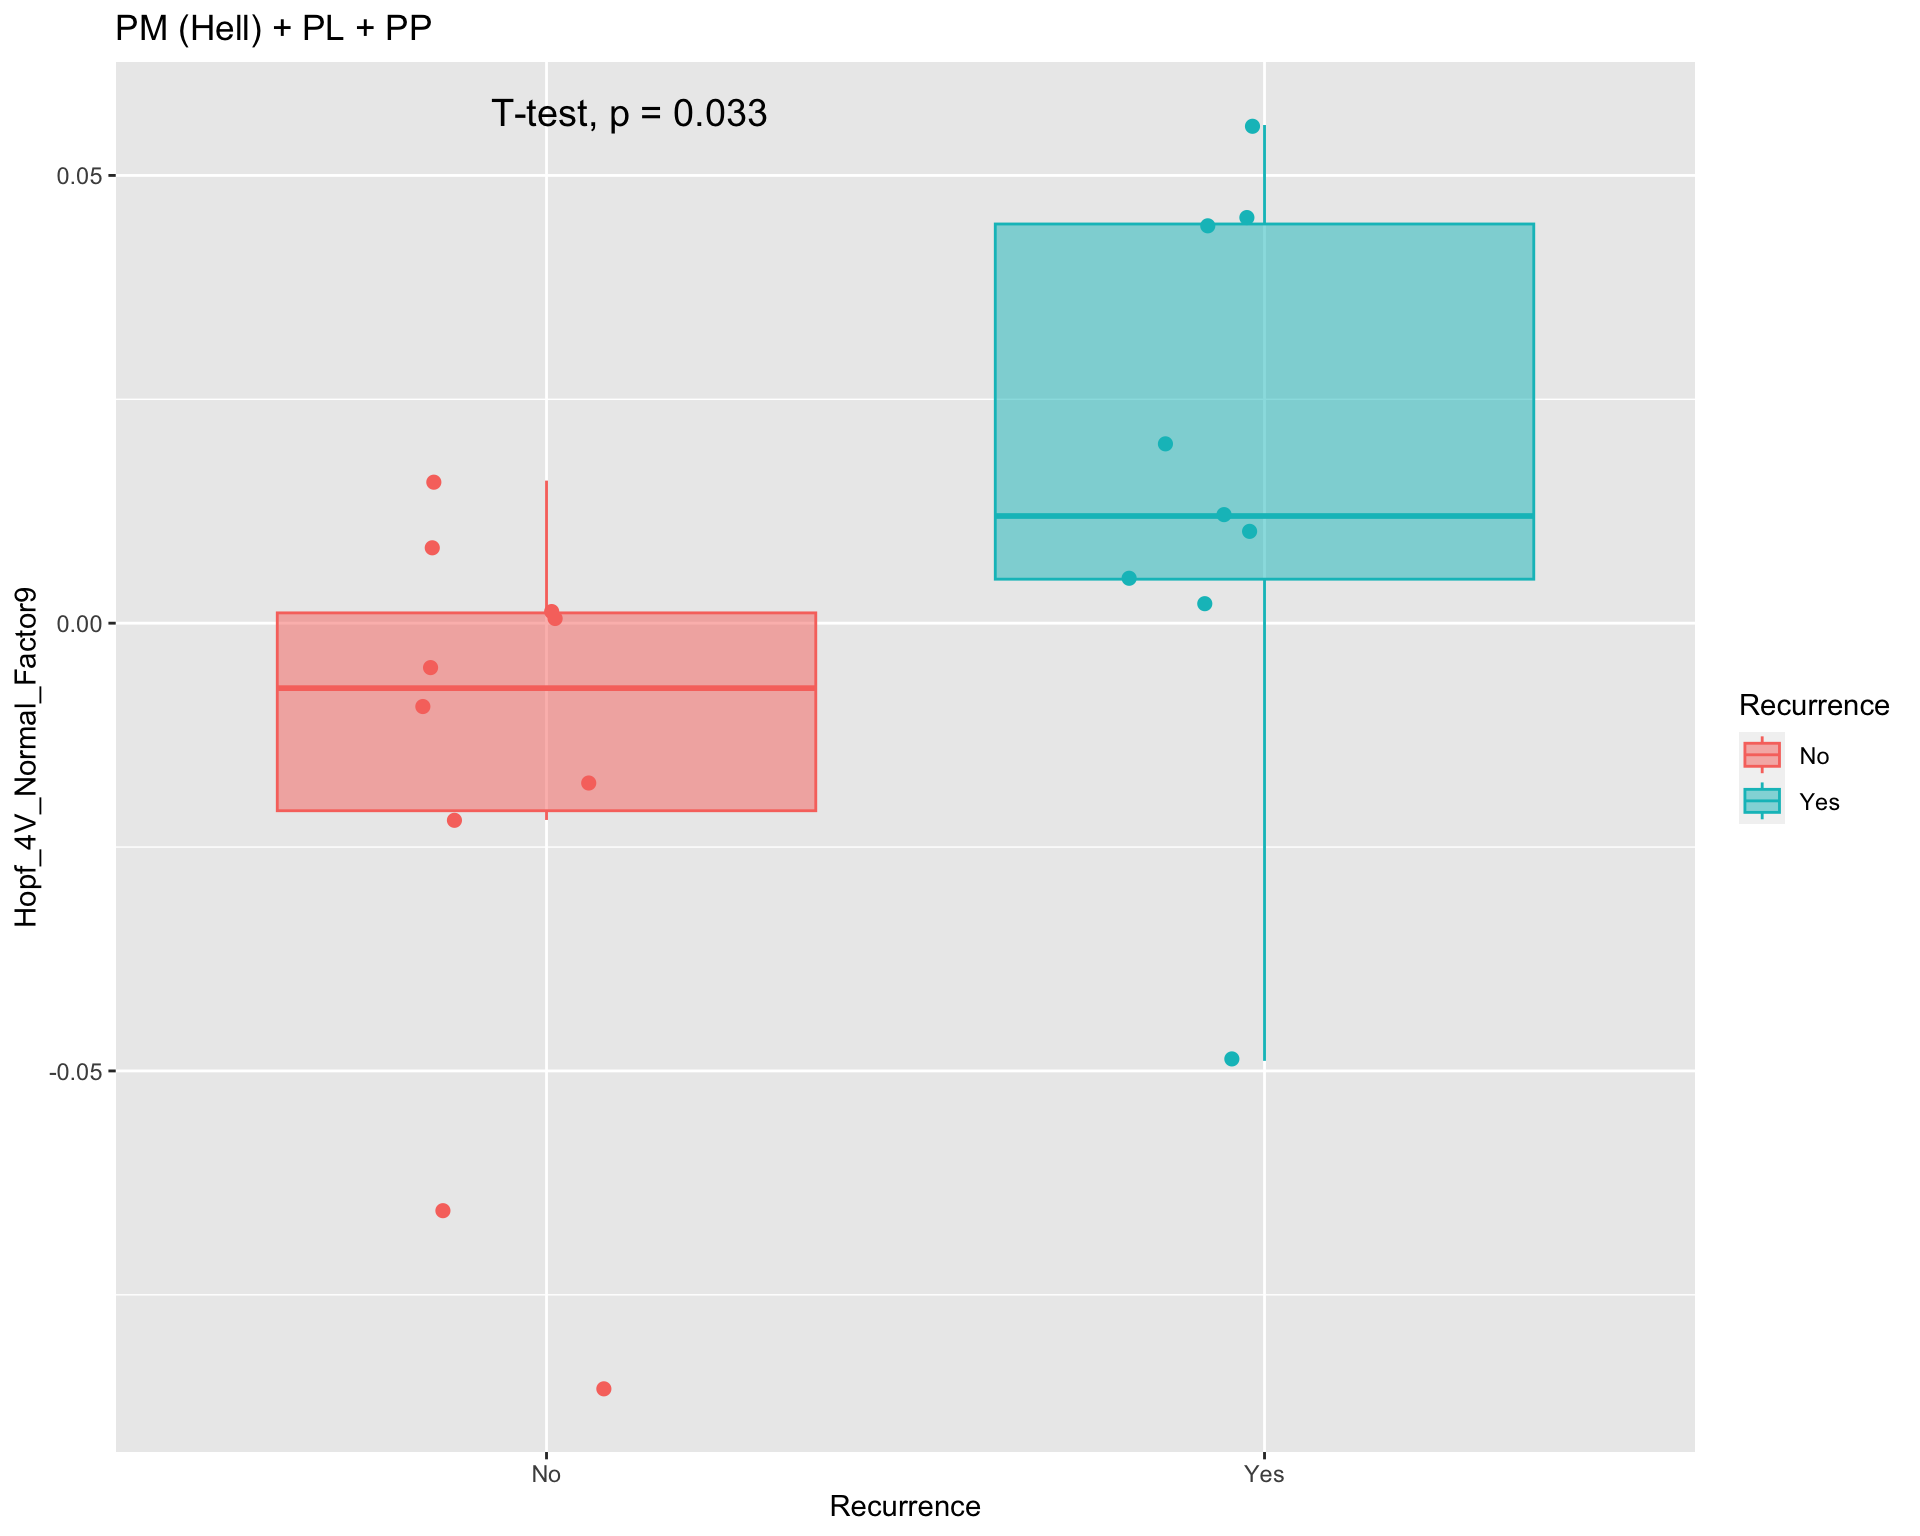 PM (Hell) + PL + PP
T-test, p = 0.033
0.05
0.00
-0.05
Hopf_4V_Normal_Factor9
No
Yes
Recurrence
Recurrence
No
Yes